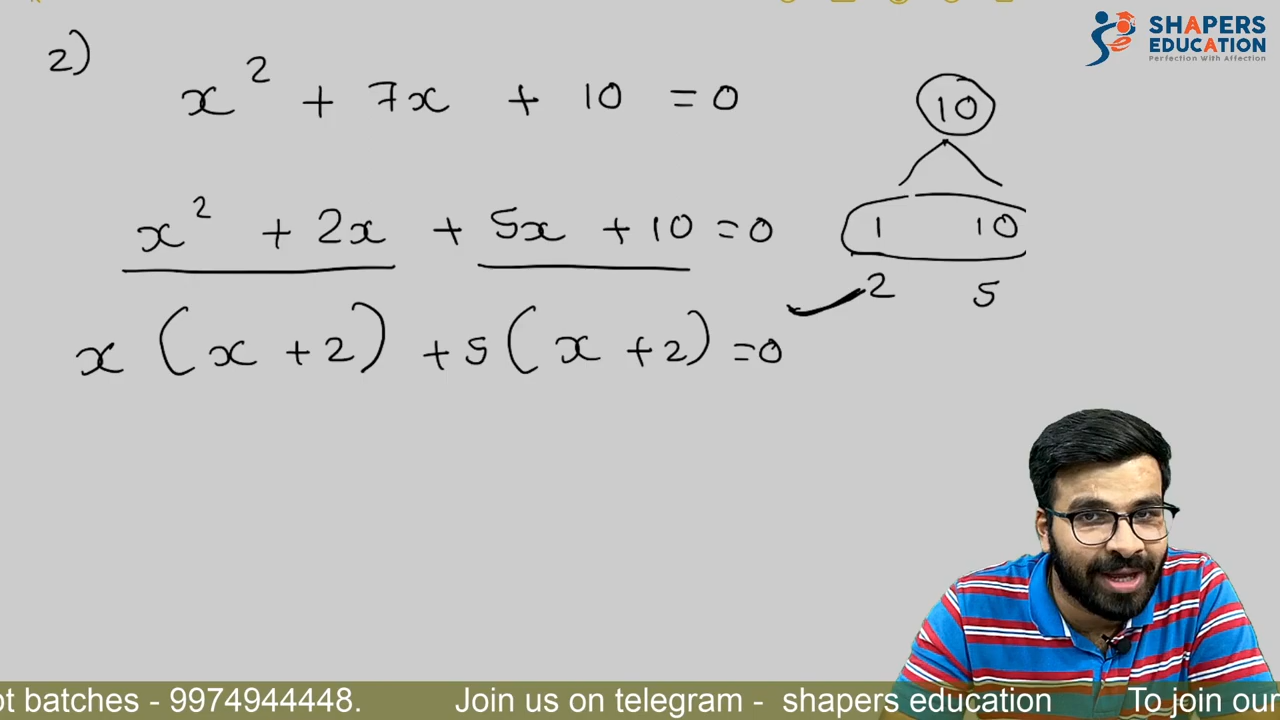 SHAPERS
EDUCATION
Perfection With Affection
2)
x² + 7x + 10 = 0
10
x² + 2x + 5x + 10 = 0
1 10
2 5
x (x + 2) + 5 (x + 2) = 0
ot batches - 9974944448. Join us on telegram - shapers education To join our